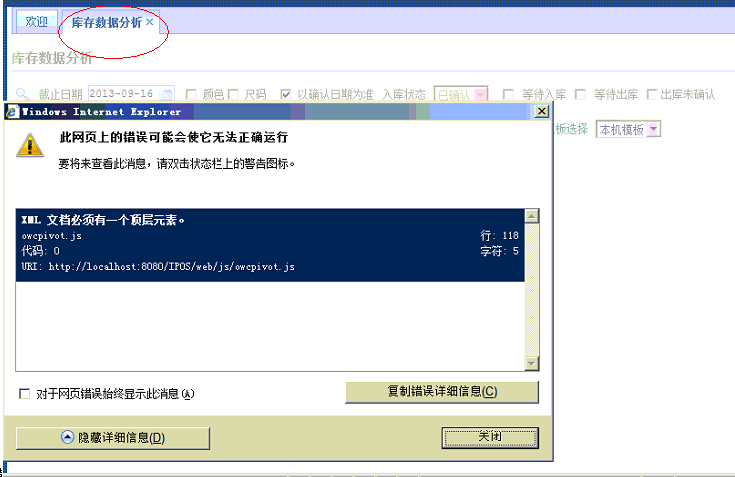 欢迎 库存数据分析 ×
库存数据分析
截止日期 2013-09-16 颜色 尺码 以确认日期为准 入库状态 已确认 等待入库 等待出库 出库未确认
板选择 本机模板
Windows Internet Explorer
此网页上的错误可能会使它无法正确运行
要将来查看此消息，请双击状态栏上的警告图标。
XML 文档必须有一个顶层元素。
owcpivot.js 行: 118
代码: 0 字符: 5
URI: http://localhost:8080/IPOS/web/js/owcpivot.js
对于网页错误始终显示此消息(A)
复制错误详细信息(C)
隐藏详细信息(D)
关闭